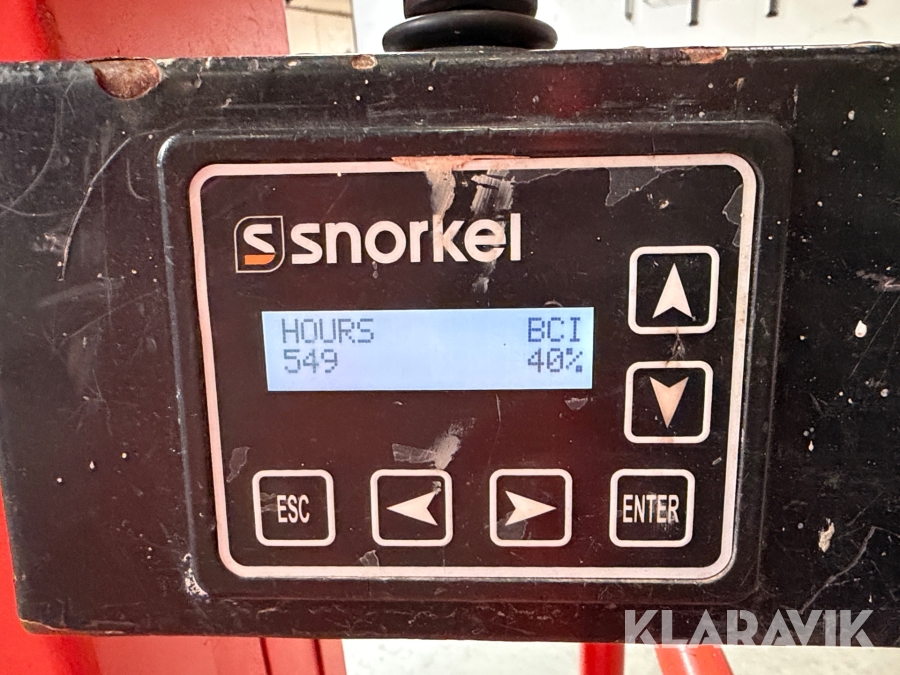 snorkel
HOURS BCI
549 40%
ESC ENTER
KLARAVIK